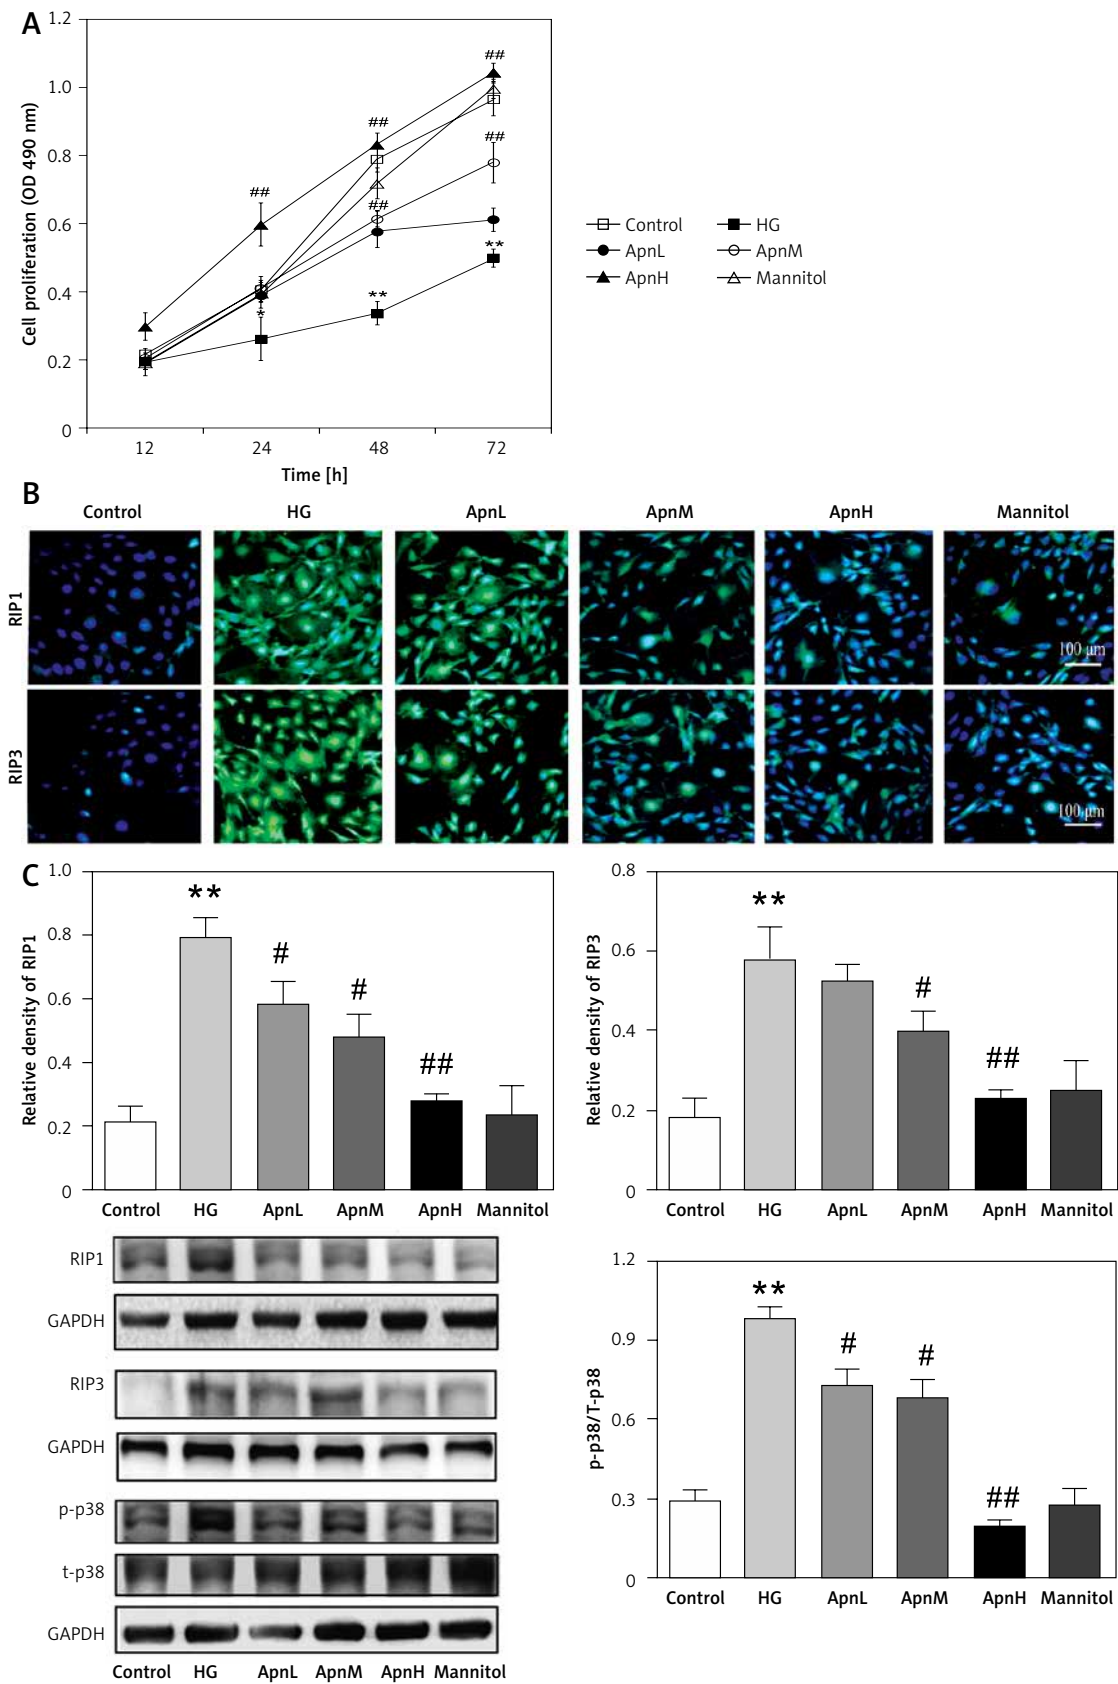 A
Cell proliferation (OD 490 nm)
1.2
1.0
0.8
0.6
0.4
0.2
0
##
##
##
##
##
**
**
*
12 24 48 72
Time [h]
Control HG
ApnL ApnM
ApnH Mannitol
B
Control HG ApnL ApnM ApnH Mannitol
RIP1
100 µm
RIP3
100 µm
C
Relative density of RIP1
1.0
0.8
0.6
0.4
0.2
0
**
#
#
##
Control HG ApnL ApnM ApnH Mannitol
Relative density of RIP3
0.8
0.6
0.4
0.2
0
**
#
##
Control HG ApnL ApnM ApnH Mannitol
RIP1
GAPDH
RIP3
GAPDH
p-p38
t-p38
GAPDH
Control HG ApnL ApnM ApnH Mannitol
p-p38/T-p38
1.2
0.9
0.6
0.3
0
**
#
#
##
Control HG ApnL ApnM ApnH Mannitol